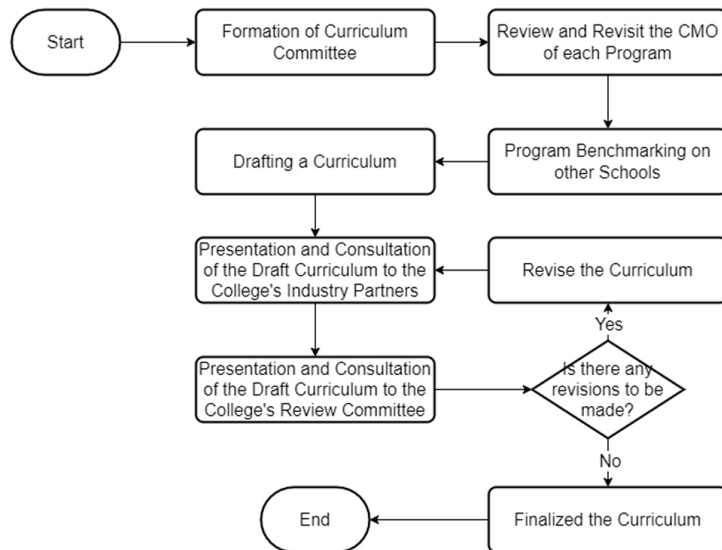 Start
Formation of Curriculum
Committee
Review and Revisit the CMO
of each Program
Program Benchmarking on
other Schools
Drafting a Curriculum
Presentation and Consultation
of the Draft Curriculum to the
College's Industry Partners
Revise the Curriculum
Yes
Presentation and Consultation
of the Draft Curriculum to the
College's Review Committee
Is there any
revisions to be
made?
No
Finalized the Curriculum
End